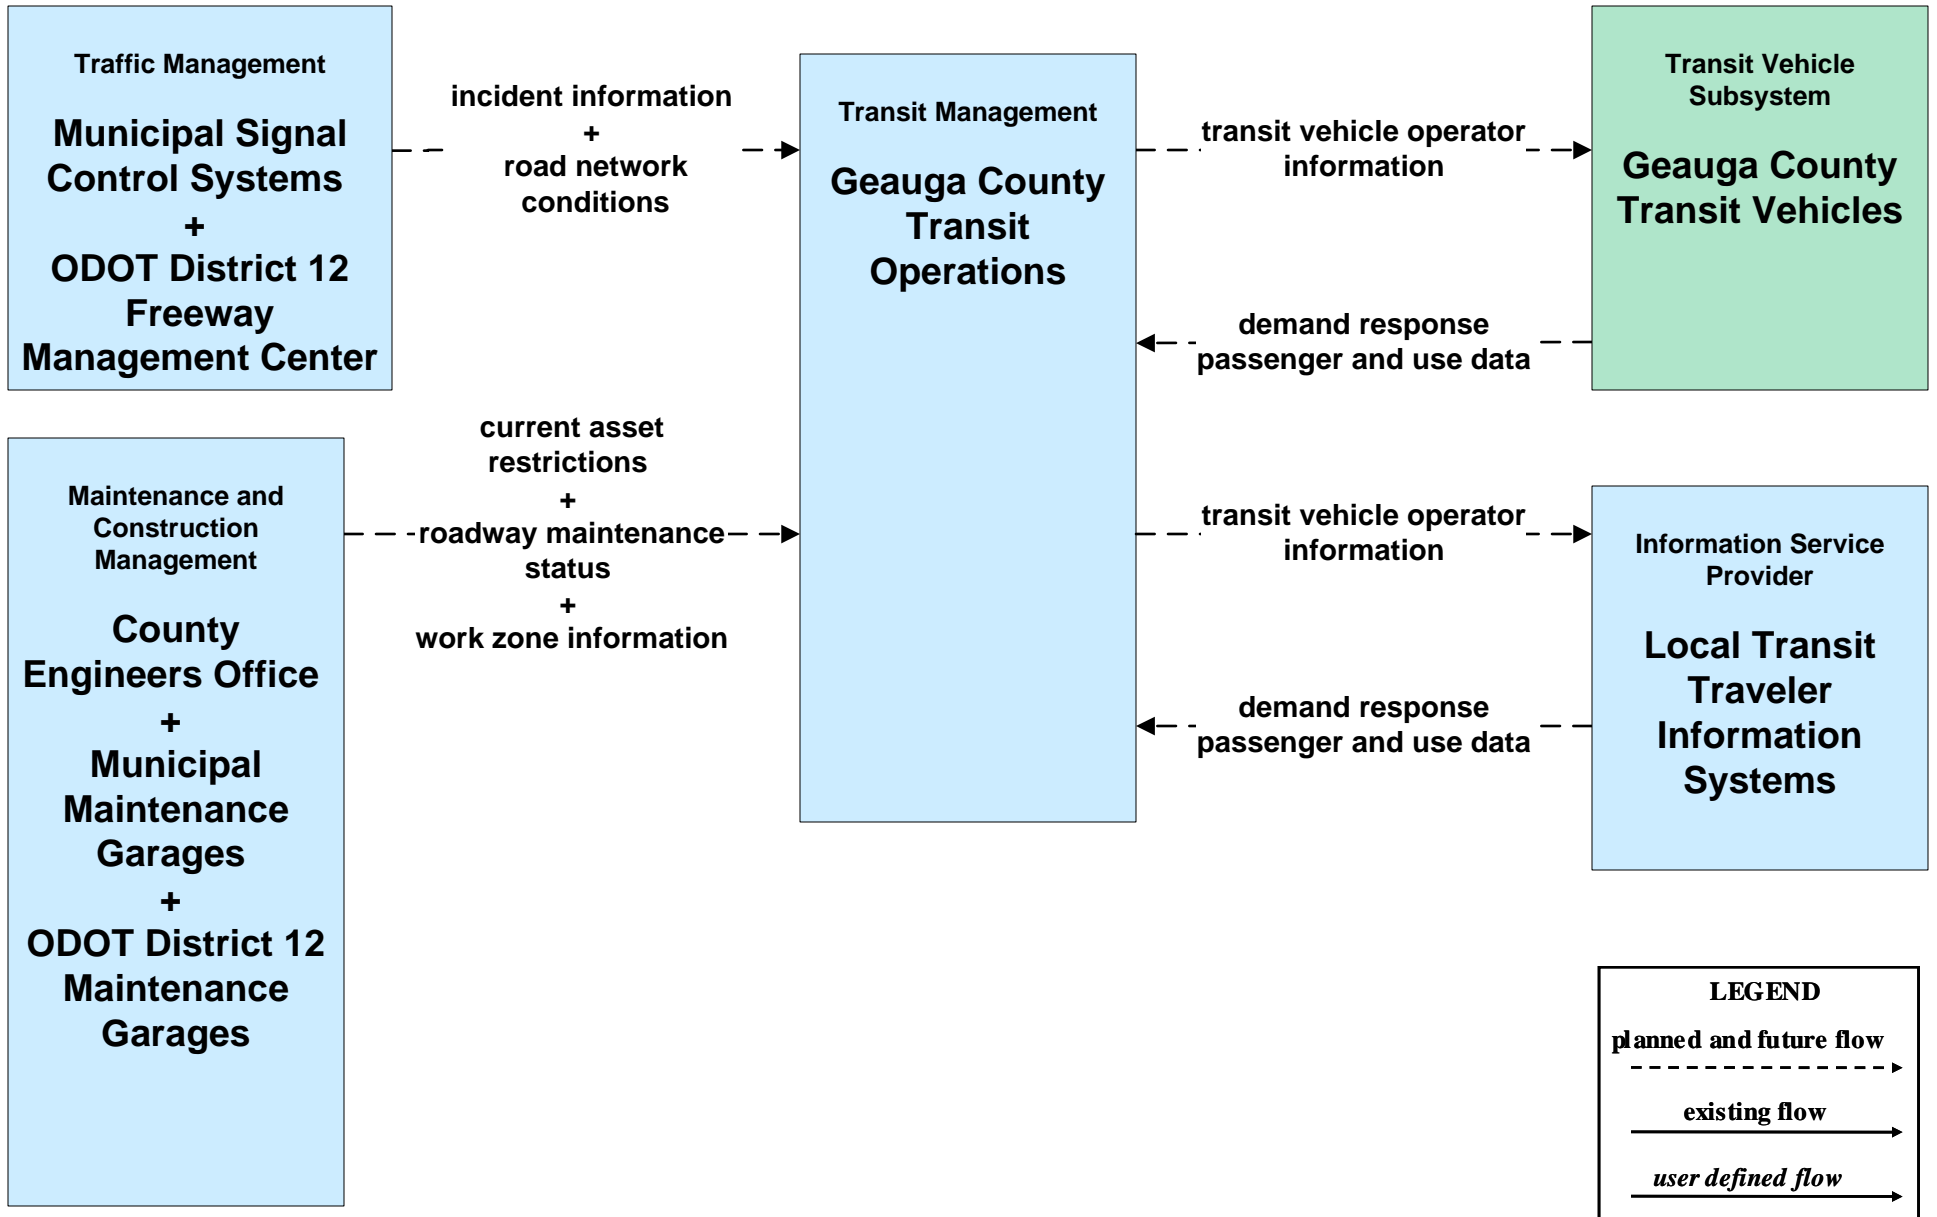 Traffic Management
Municipal Signal
Control Systems
+
ODOT District 12
Freeway
Management Center
incident information
+
road network
conditions
Transit Management
Geauga County
Transit
Operations
transit vehicle operator
information
Transit Vehicle
Subsystem
Geauga County
Transit Vehicles
demand response
passenger and use data
Maintenance and
Construction
Management
County
Engineers Office
+
Municipal
Maintenance
Garages
+
ODOT District 12
Maintenance
Garages
current asset
restrictions
+
roadway maintenance
status
+
work zone information
transit vehicle operator
information
Information Service
Provider
Local Transit
Traveler
Information
Systems
demand response
passenger and use data
LEGEND
planned and future flow
existing flow
user defined flow